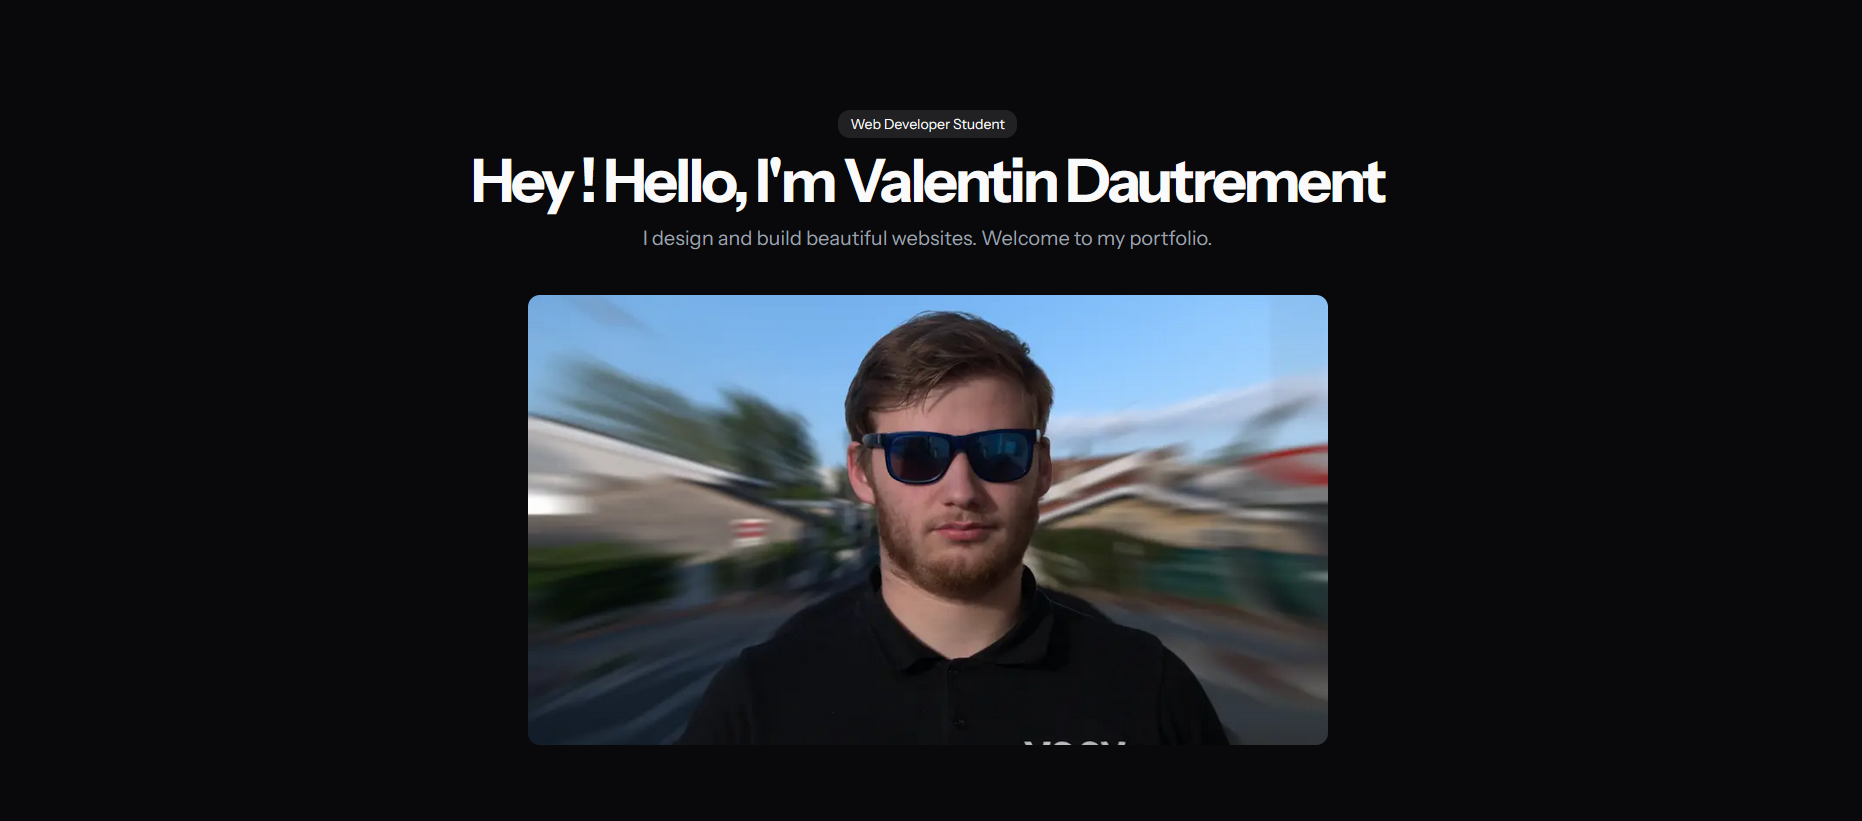 Web Developer Student
Hey ! Hello, I'm Valentin Dautrement
I design and build beautiful websites. Welcome to my portfolio.